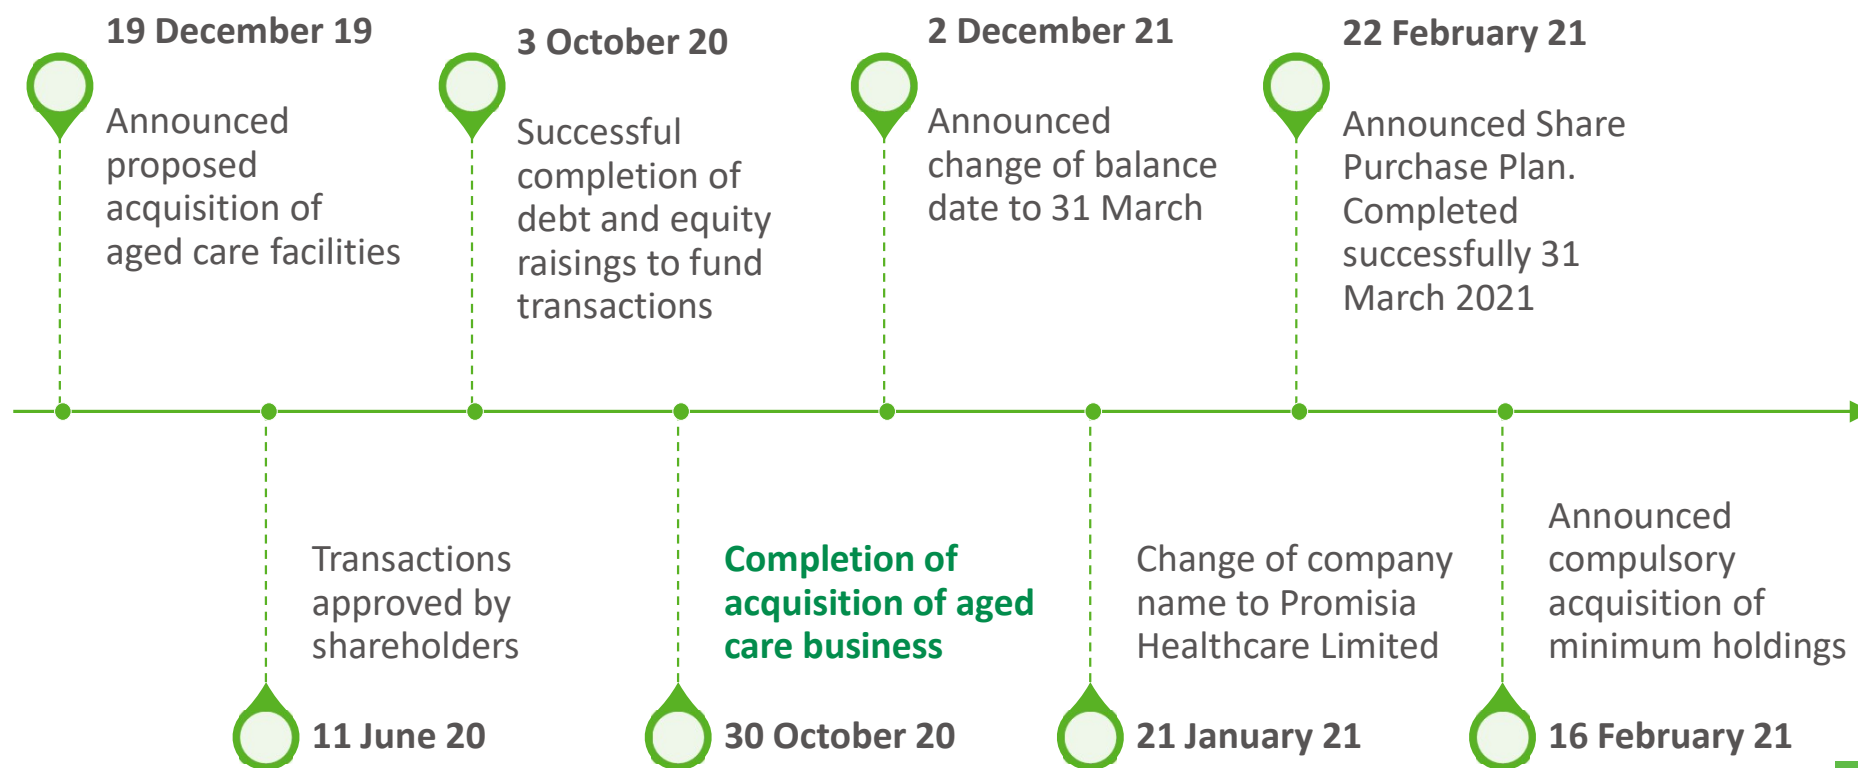 19 December 19
Announced
proposed
acquisition of
aged care facilities
11 June 20
Transactions
approved by
shareholders
3 October 20
Successful
completion of
debt and equity
raisings to fund
transactions
30 October 20
Completion of
acquisition of aged
care business
2 December 21
Announced
change of balance
date to 31 March
21 January 21
Change of company
name to Promisia
Healthcare Limited
22 February 21
Announced Share
Purchase Plan.
Completed
successfully 31
March 2021
16 February 21
Announced
compulsory
acquisition of
minimum holdings